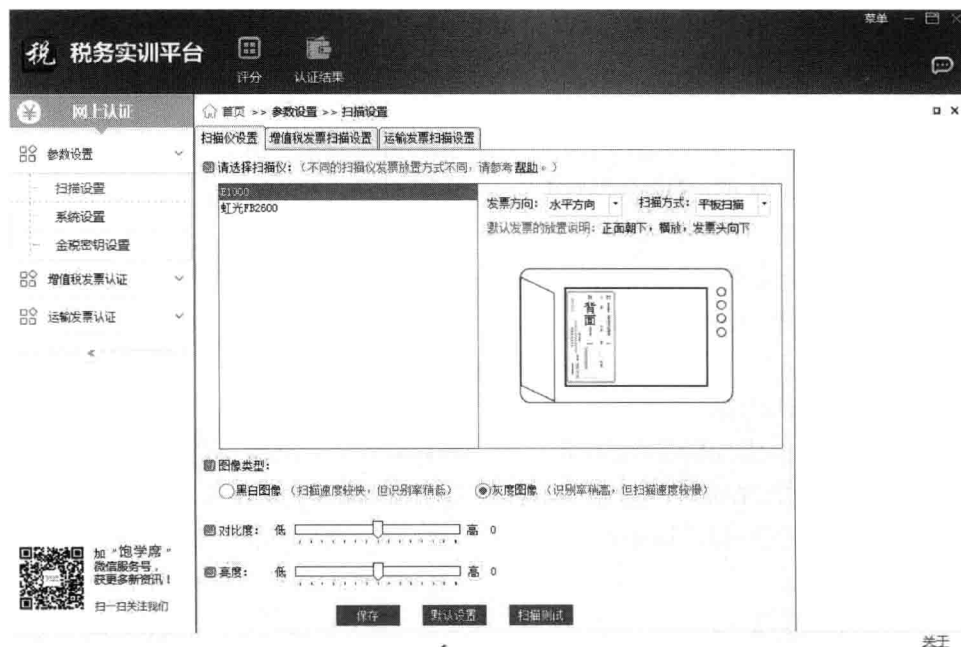 菜单
税 税务实训平台
评分 认证结果
网上认证
首页 >> 参数设置 >> 扫描设置
参数设置
扫描设置
系统设置
金税密钥设置
增值税发票认证
运输发票认证
扫描仪设置 增值税发票扫描设置 运输发票扫描设置
请选择扫描仪:(不同的扫描仪发票放置方式不同,请参考 帮助。)
E1000
虹光FB2600
发票方向: 水平方向 扫描方式: 平板扫描
默认发票的放置说明:正面朝下,横放,发票头向下
背面
图像类型:
黑白图像 (扫描速度较快,但识别率稍低) 灰度图像 (识别率稍高,但扫描速度较慢)
对比度: 低 高 0
亮度: 低 高 0
保存 默认设置 扫描测试
加“饱学席”
微信服务号,
获更多新资讯!
扫一扫关注我们
关于